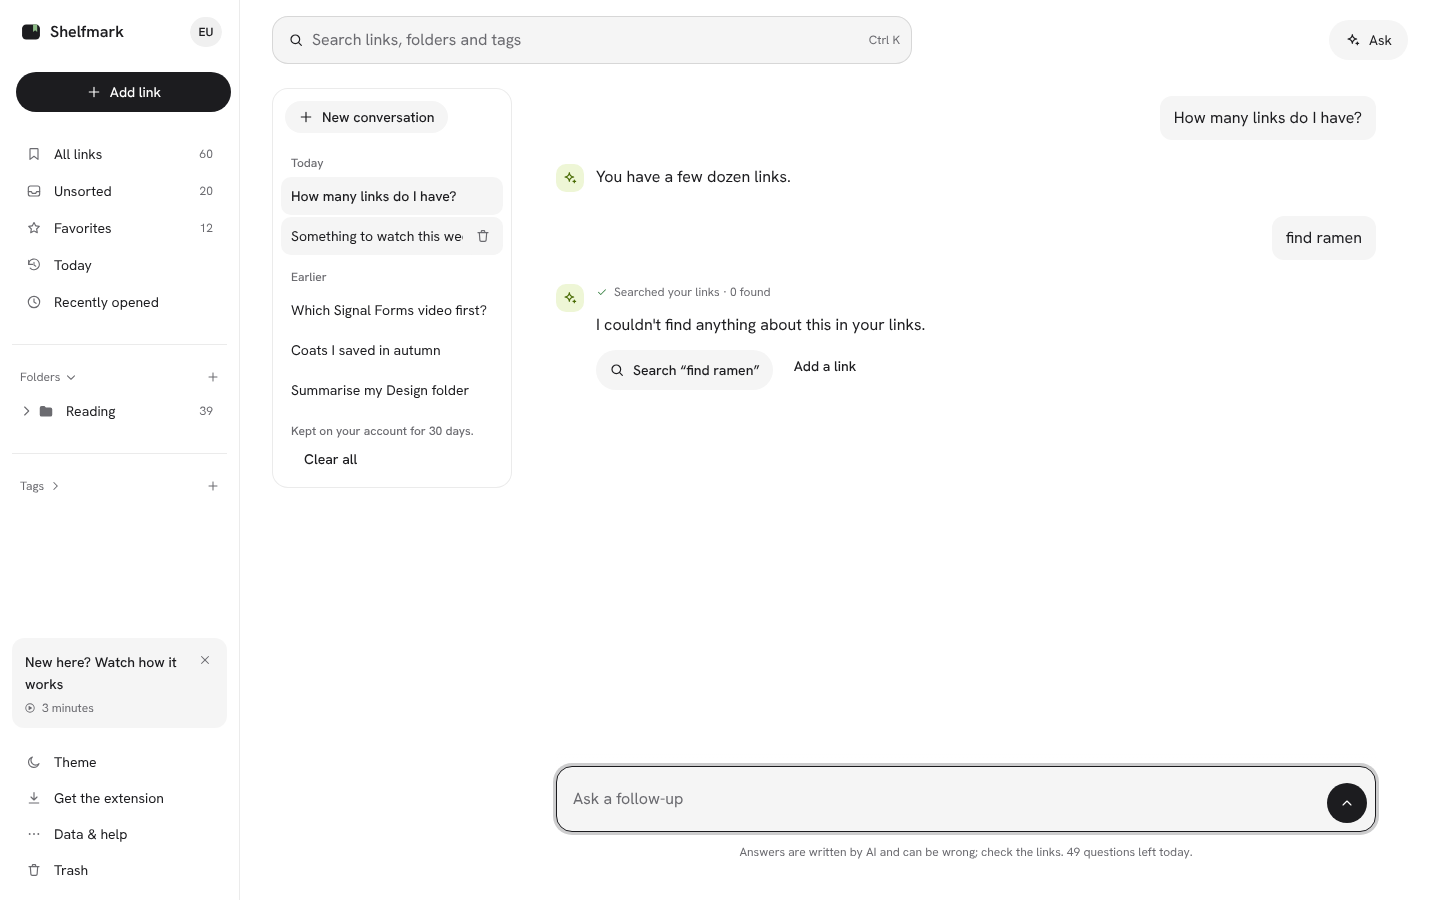 Shelfmark
EU
Add link
All links 60
Unsorted 20
Favorites 12
Today
Recently opened
Folders
Reading 39
Tags
New here? Watch how it
works
3 minutes
Theme
Get the extension
Data & help
Trash
Search links, folders and tags Ctrl K
Ask
New conversation
Today
How many links do I have?
Something to watch this
Earlier
Which Signal Forms video first?
Coats I saved in autumn
Summarise my Design folder
Kept on your account for 30 days.
Clear all
How many links do I have?
You have a few dozen links.
find ramen
Searched your links · 0 found
I couldn't find anything about this in your links.
Search “find ramen”
Add a link
Ask a follow-up
Answers are written by AI and can be wrong; check the links. 49 questions left today.